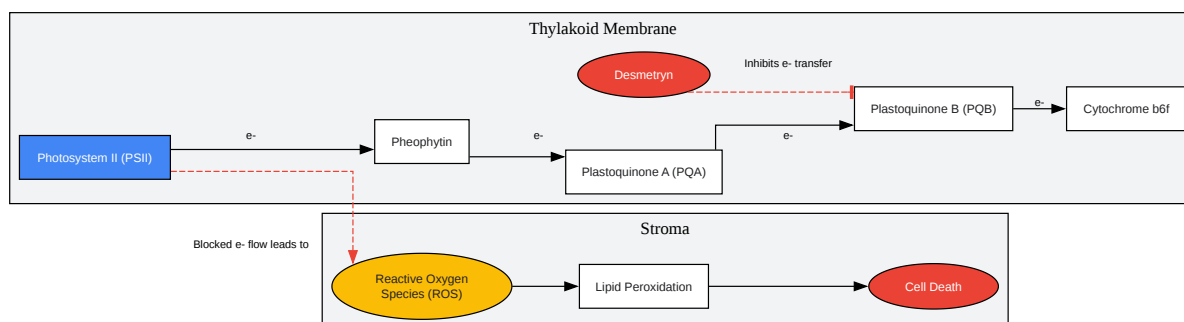 Thylakoid Membrane
Desmetryn
Inhibits e- transfer
Plastoquinone B (PQB)
e-
Cytochrome b6f
Photosystem II (PSII)
e-
Pheophytin
e-
Plastoquinone A (PQA)
e-
Stroma
Blocked e- flow leads to
Reactive Oxygen
Species (ROS)
Lipid Peroxidation
Cell Death